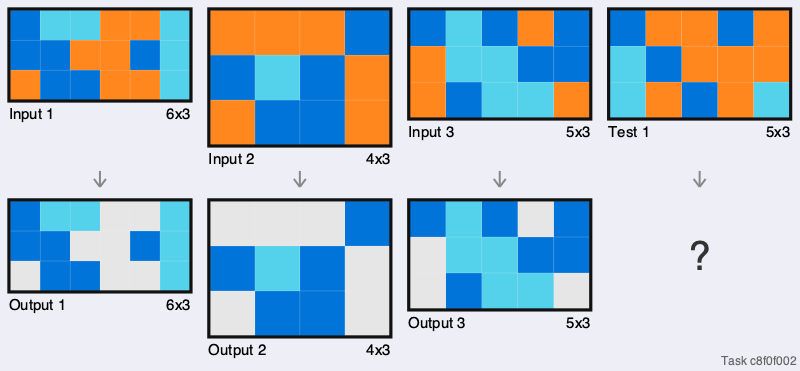 Input 1 6x3
Input 2 4x3
Input 3 5x3
Test 1 5x3
Output 1 6x3
Output 2 4x3
Output 3 5x3
?
Task c8f0f002